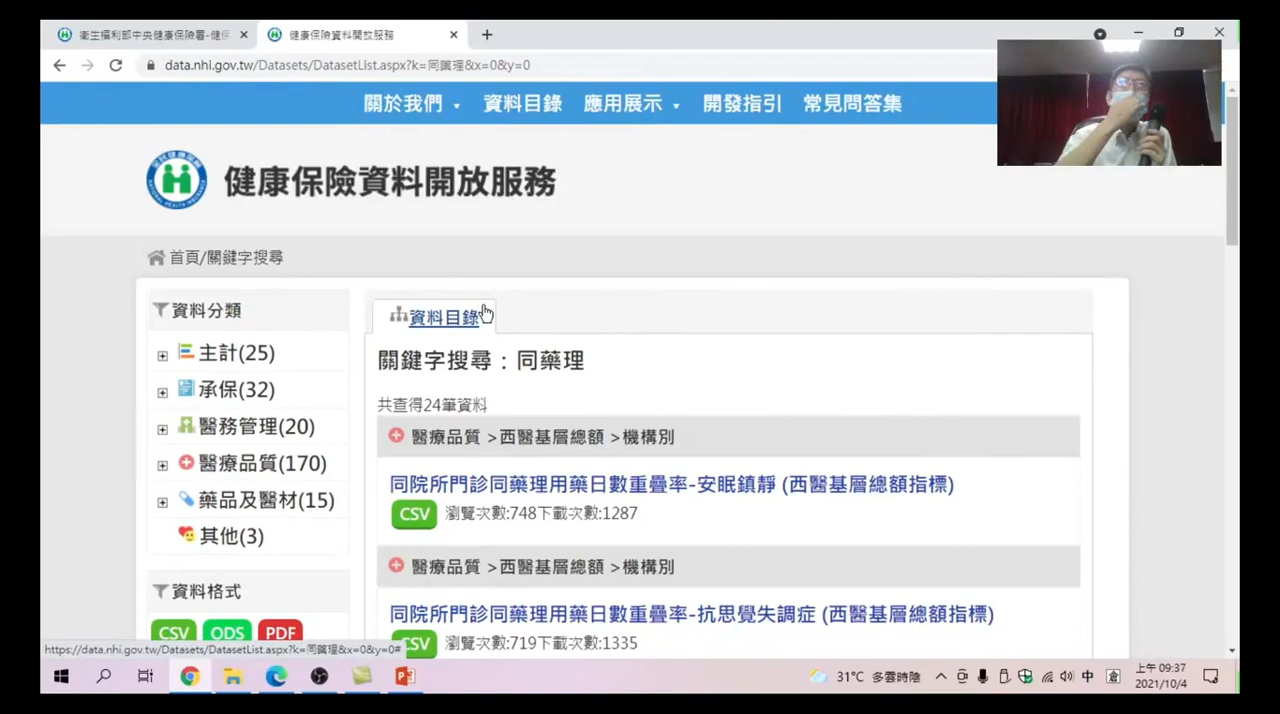 衛生福利部中央健康保險署-健保
健康保險資料開放服務
data.nhi.gov.tw/Datasets/DatasetList.aspx?k=同藥理&x=0&y=0
關於我們 資料目錄 應用展示 開發指引 常見問答集
健康保險資料開放服務
首頁/關鍵字搜尋
資料分類
主計(25)
承保(32)
醫務管理(20)
醫療品質(170)
藥品及醫材(15)
其他(3)
資料格式
CSV ODS PDF
資料目錄
關鍵字搜尋：同藥理
共查得24筆資料
醫療品質 >西醫基層總額 >機構別
同院所門診同藥理用藥日數重疊率-安眠鎮靜 (西醫基層總額指標)
CSV 瀏覽次數:748下載次數:1287
醫療品質 >西醫基層總額 >機構別
同院所門診同藥理用藥日數重疊率-抗思覺失調症 (西醫基層總額指標)
CSV 瀏覽次數:719下載次數:1335
https://data.nhi.gov.tw/Datasets/DatasetList.aspx?k=同藥理&x=0&y=0#
31°C 多雲時陰
中
倉
上午 09:37
2021/10/4